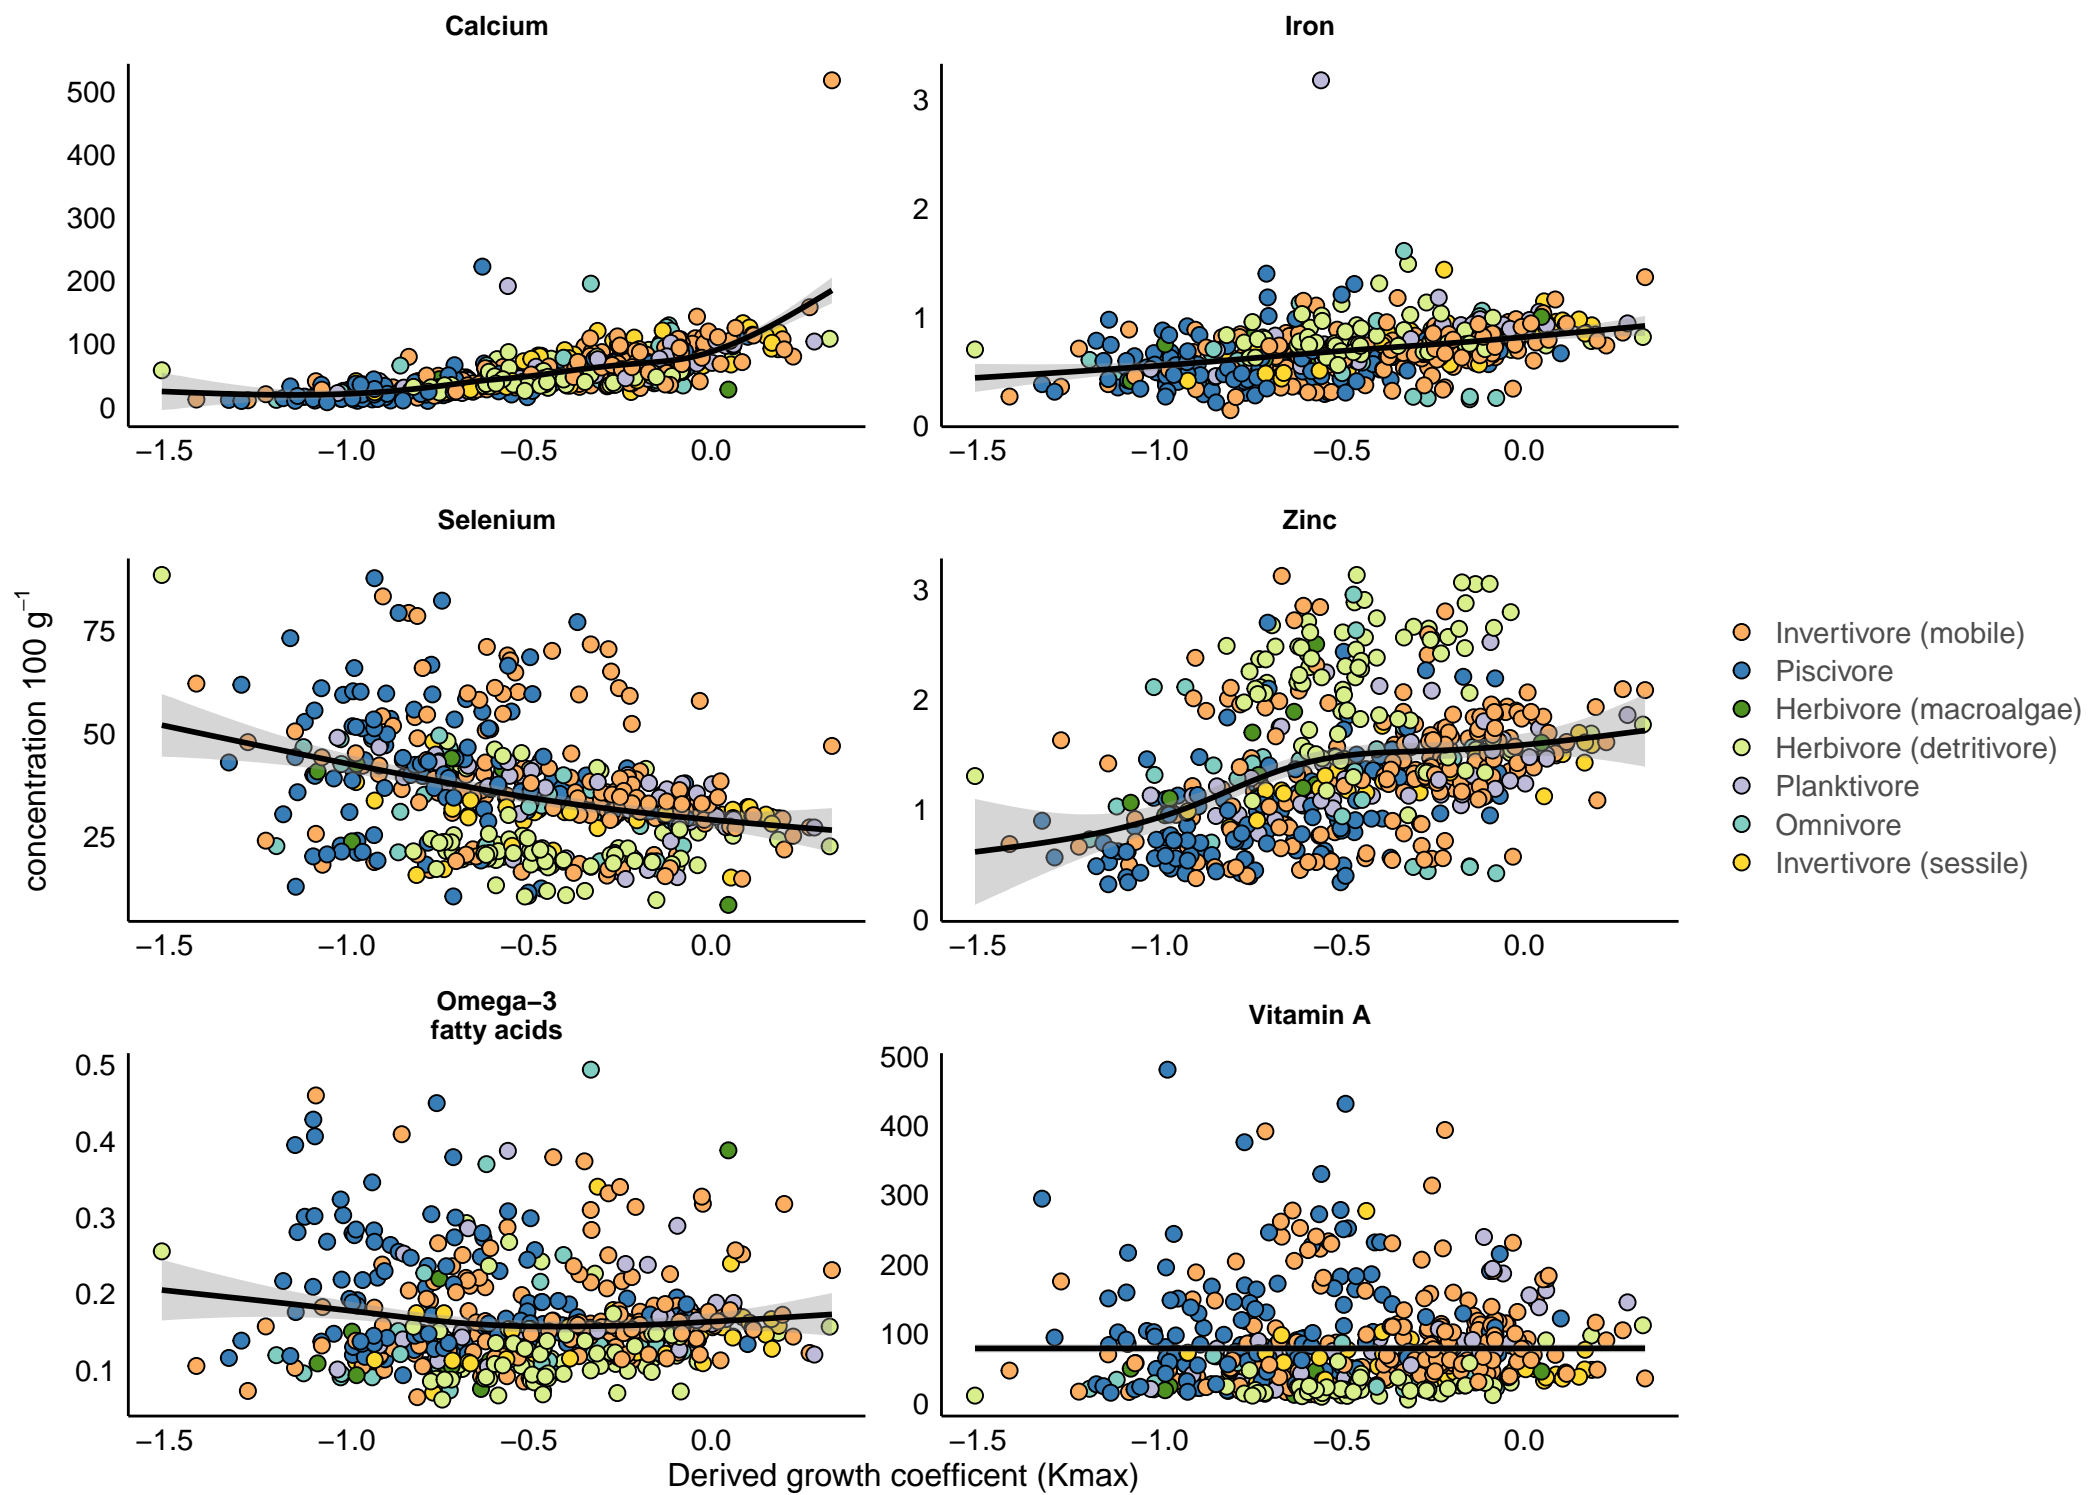 Calcium
Iron
500
400
300
200
100
0
−1.5 −1.0 −0.5 0.0
3
2
1
0
−1.5 −1.0 −0.5 0.0
Selenium
Zinc
75
50
25
−1.5 −1.0 −0.5 0.0
3
2
1
0
−1.5 −1.0 −0.5 0.0
Omega−3
fatty acids
Vitamin A
0.5
0.4
0.3
0.2
0.1
−1.5 −1.0 −0.5 0.0
500
400
300
200
100
0
−1.5 −1.0 −0.5 0.0
concentration 100 g⁻¹
Derived growth coefficent (Kmax)
Invertivore (mobile)
Piscivore
Herbivore (macroalgae)
Herbivore (detritivore)
Planktivore
Omnivore
Invertivore (sessile)